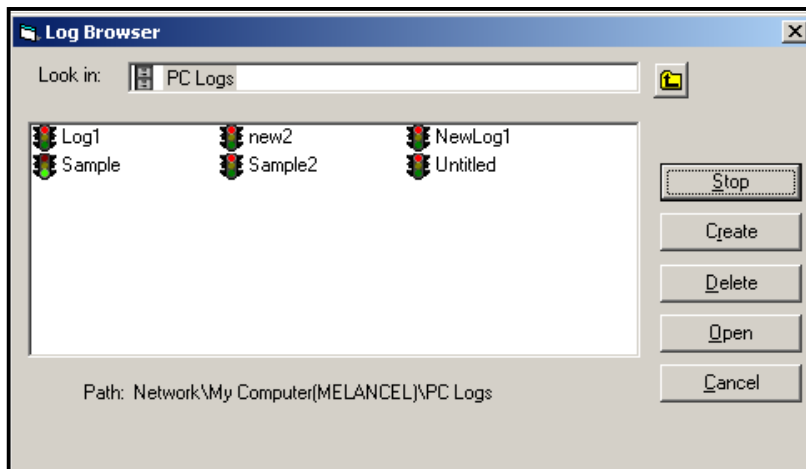 Log Browser
Look in: PC Logs
Log1 new2 NewLog1
Sample Sample2 Untitled
Stop
Create
Delete
Open
Cancel
Path: Network\My Computer(MELANCEL)\PC Logs